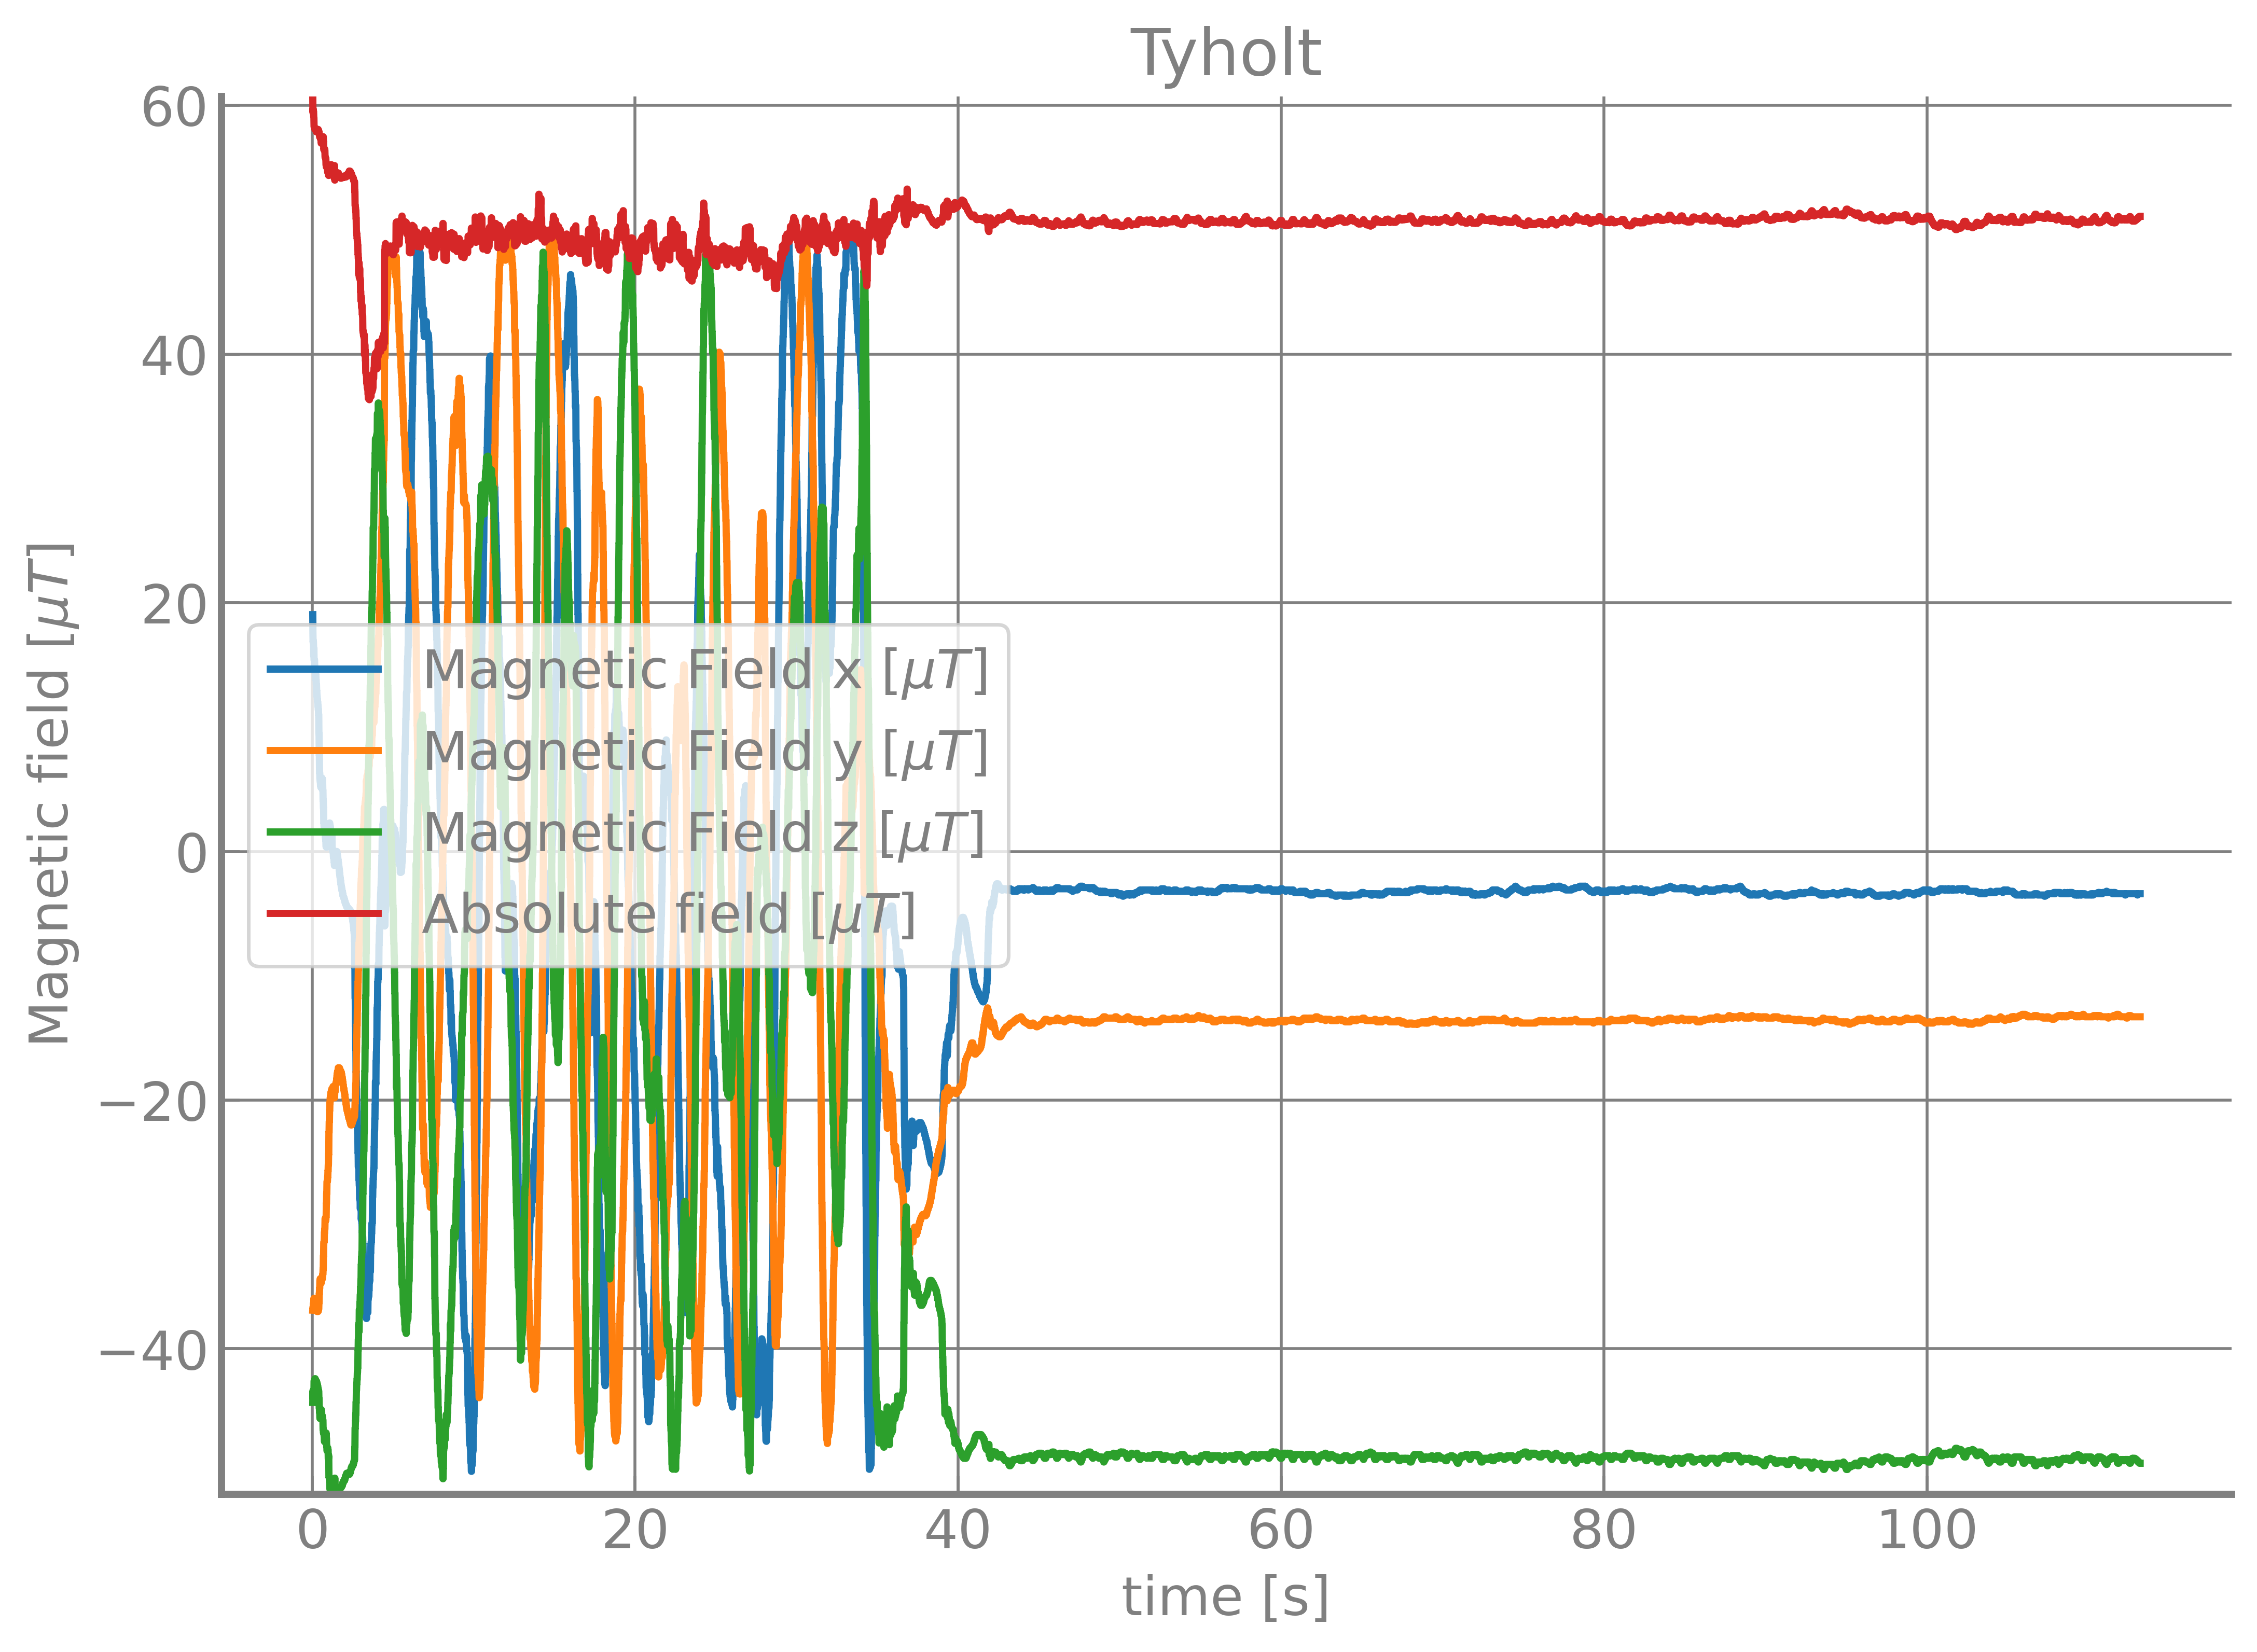 Tyholt
60
40
20
0
−20
−40
Magnetic field [μT]
Magnetic Field x [μT]
Magnetic Field y [μT]
Magnetic Field z [μT]
Absolute field [μT]
0 20 40 60 80 100
time [s]